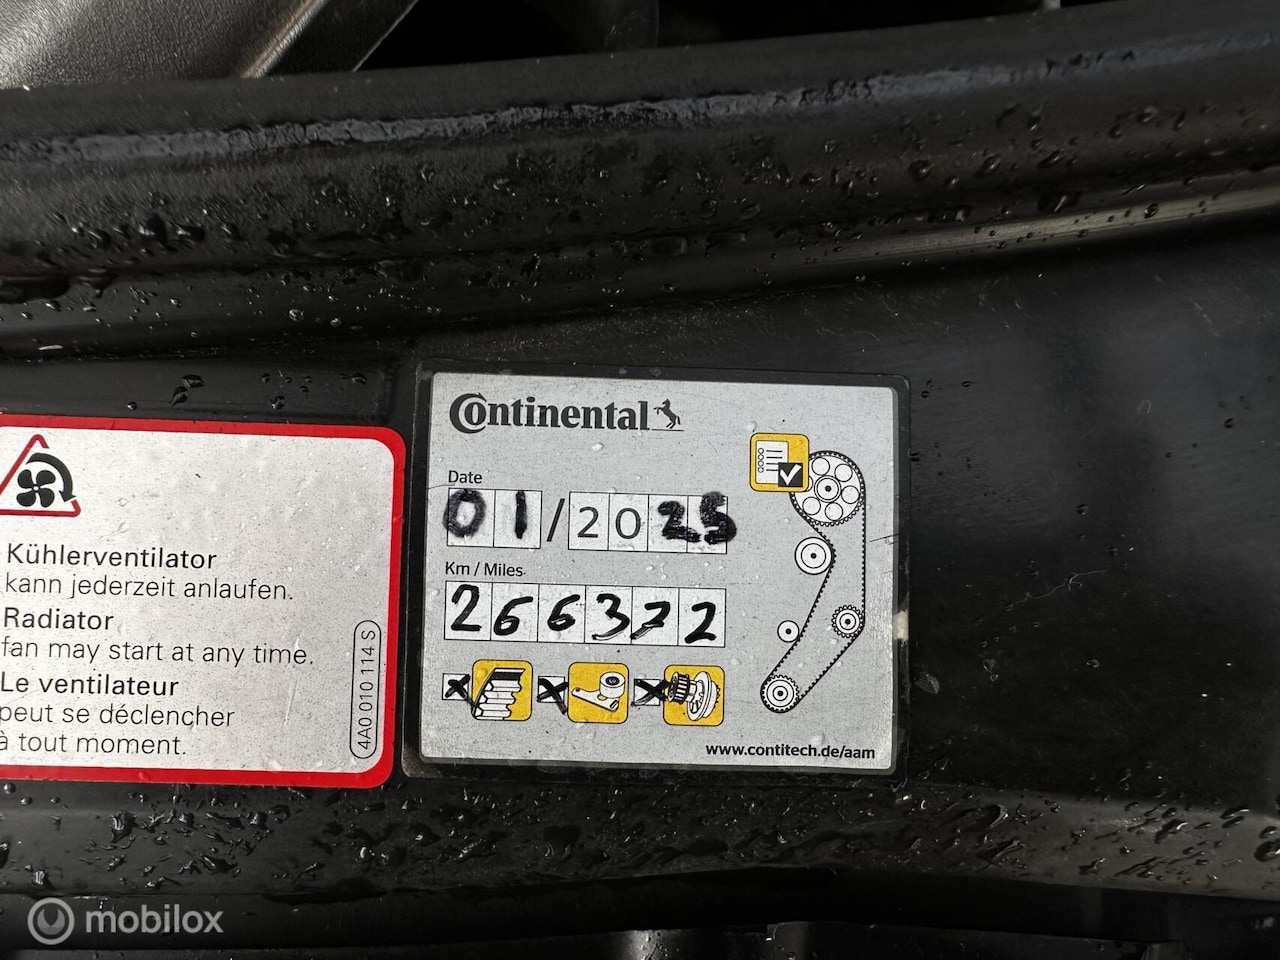 Kühlerventilator
kann jederzeit anlaufen.
Radiator
fan may start at any time.
Le ventilateur
peut se déclencher
à tout moment.
4A0 010 114 S
Continental
Date
01/2025
Km / Miles
266372
www.contitech.de/aam
mobilox